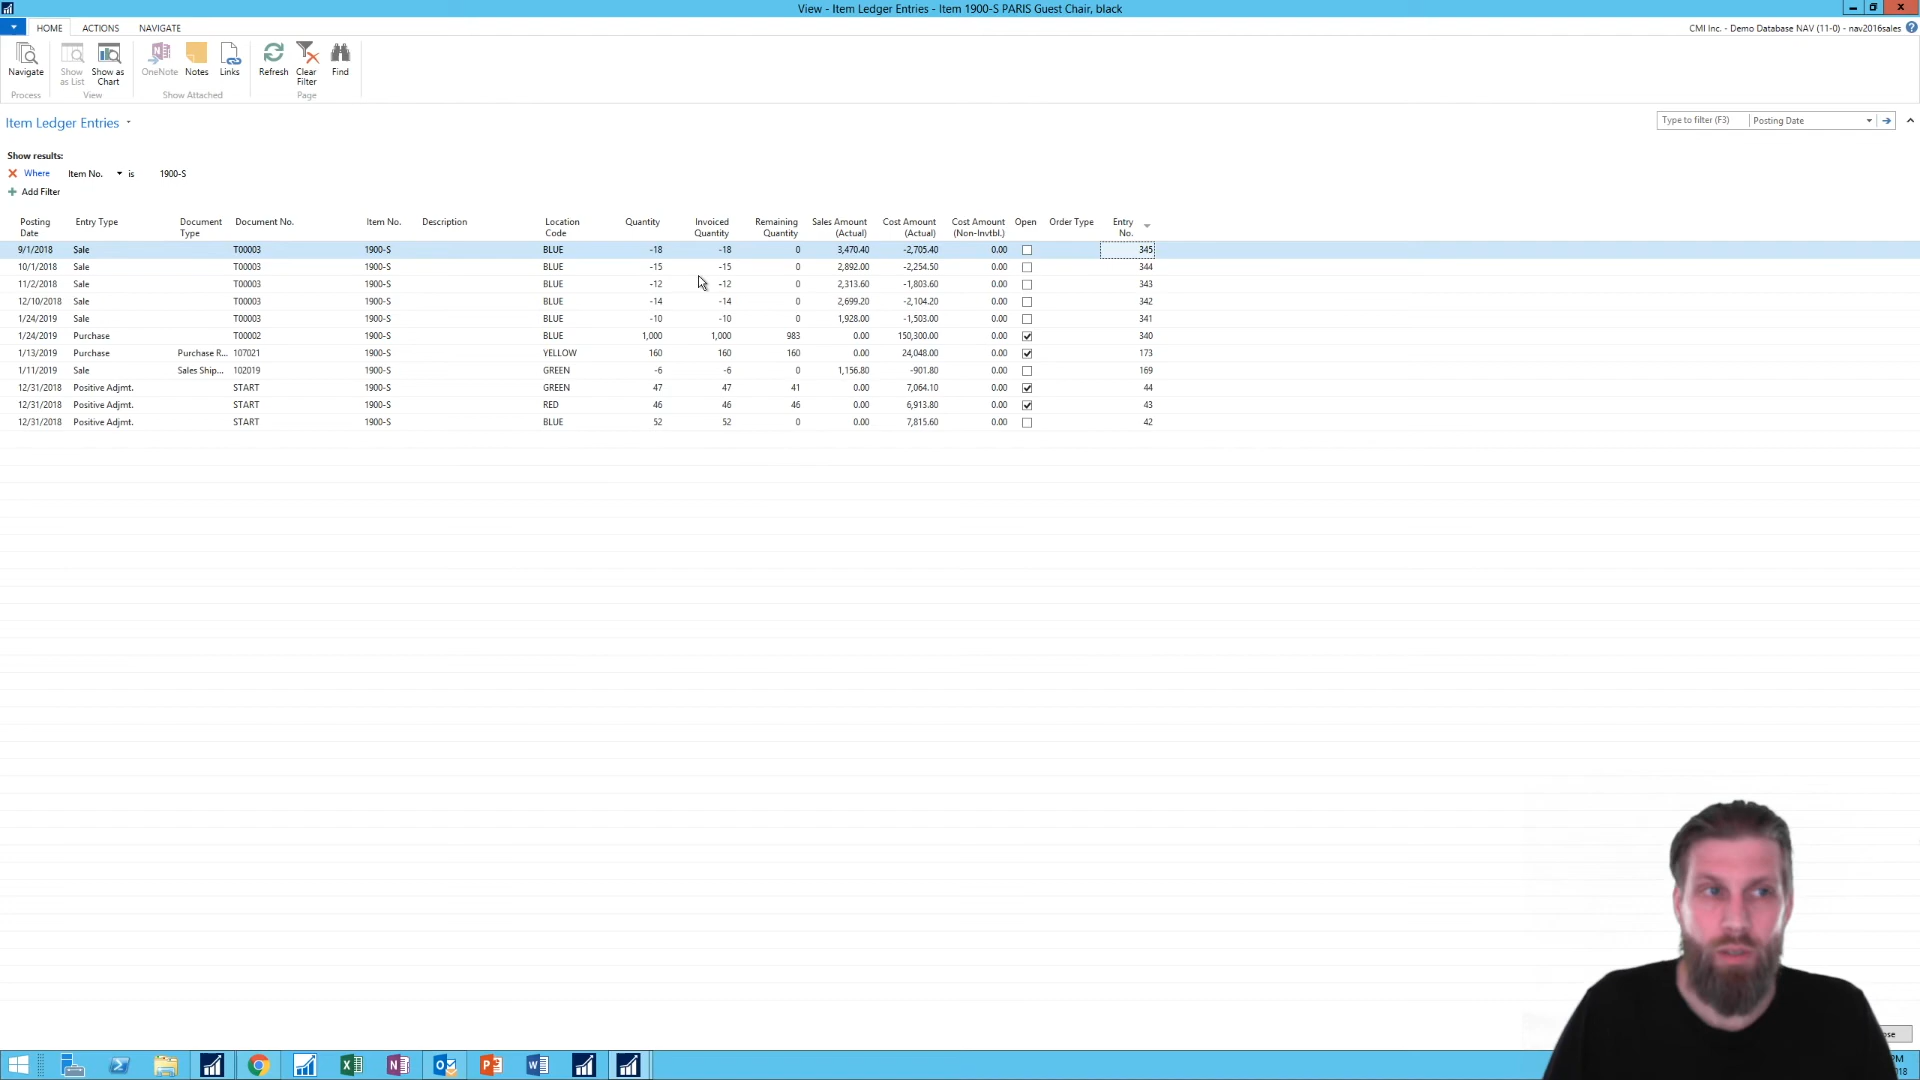 View - Item Ledger Entries - Item 1900-S PARIS Guest Chair, black
HOME ACTIONS NAVIGATE CMI Inc. - Demo Database NAV (11-0) - nav2016sales
Navigate Show as List Show as Chart OneNote Notes Links Refresh Clear Filter Find
Process View Show Attached Page
Item Ledger Entries Type to filter (F3) Posting Date
Show results:
Where Item No. is 1900-S
Add Filter
Posting Date Entry Type Document Type Document No. Item No. Description Location Code Quantity Invoiced Quantity Remaining Quantity Sales Amount (Actual) Cost Amount (Actual) Cost Amount (Non-Invtbl.) Open Order Type Entry No.
9/1/2018 Sale T00003 1900-S BLUE -18 -18 0 3,470.40 -2,705.40 0.00 345
10/1/2018 Sale T00003 1900-S BLUE -15 -15 0 2,892.00 -2,254.50 0.00 344
11/2/2018 Sale T00003 1900-S BLUE -12 -12 0 2,313.60 -1,803.60 0.00 343
12/10/2018 Sale T00003 1900-S BLUE -14 -14 0 2,699.20 -2,104.20 0.00 342
1/24/2019 Sale T00003 1900-S BLUE -10 -10 0 1,928.00 -1,503.00 0.00 341
1/24/2019 Purchase T00002 1900-S BLUE 1,000 1,000 983 0.00 150,300.00 0.00 340
1/13/2019 Purchase Purchase R... 107021 1900-S YELLOW 160 160 160 0.00 24,048.00 0.00 173
1/11/2019 Sale Sales Ship... 102019 1900-S GREEN -6 -6 0 1,156.80 -901.80 0.00 169
12/31/2018 Positive Adjmt. START 1900-S GREEN 47 47 41 0.00 7,064.10 0.00 44
12/31/2018 Positive Adjmt. START 1900-S RED 46 46 46 0.00 6,913.80 0.00 43
12/31/2018 Positive Adjmt. START 1900-S BLUE 52 52 0 0.00 7,815.60 0.00 42